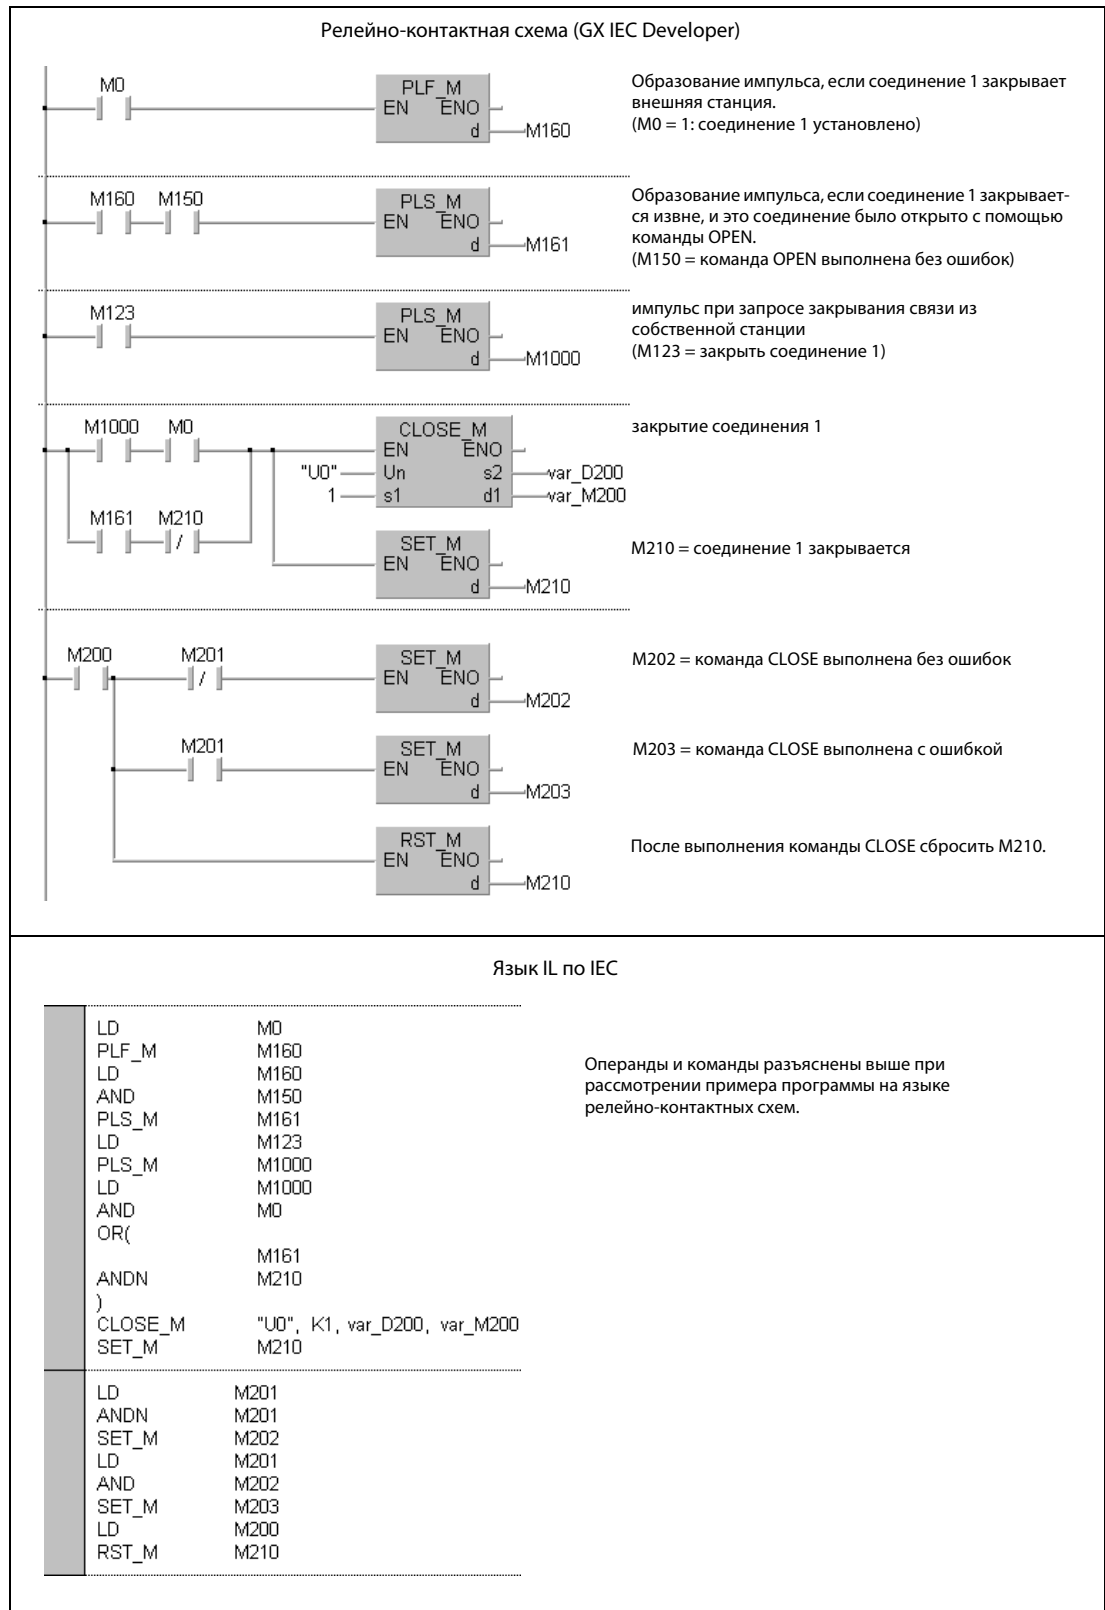 Релейно-контактная схема (GX IEC Developer)
M0
PLF_M
EN ENO
d M160
Образование импульса, если соединение 1 закрывает
внешняя станция.
(M0 = 1: соединение 1 установлено)
M160 M150
PLS_M
EN ENO
d M161
Образование импульса, если соединение 1 закрывает-
ся извне, и это соединение было открыто с помощью
команды OPEN.
(M150 = команда OPEN выполнена без ошибок)
M123
PLS_M
EN ENO
d M1000
импульс при запросе закрывания связи из
собственной станции
(M123 = закрыть соединение 1)
M1000 M0
CLOSE_M
EN ENO
"U0" Un s2 var_D200
1 s1 d1 var_M200
закрытие соединения 1
M161 M210
/
SET_M
EN ENO
d M210
M210 = соединение 1 закрывается
M200 M201
/
SET_M
EN ENO
d M202
M202 = команда CLOSE выполнена без ошибок
M201
SET_M
EN ENO
d M203
M203 = команда CLOSE выполнена с ошибкой
RST_M
EN ENO
d M210
После выполнения команды CLOSE сбросить M210.
Язык IL по IEC
LD M0
PLF_M M160
LD M160
AND M150
PLS_M M161
LD M123
PLS_M M1000
LD M1000
AND M0
OR(
M161
ANDN M210
)
CLOSE_M "U0", K1, var_D200, var_M200
SET_M M210
Операнды и команды разъяснены выше при
рассмотрении примера программы на языке
релейно-контактных схем.
LD M201
ANDN M201
SET_M M202
LD M201
AND M202
SET_M M203
LD M200
RST_M M210